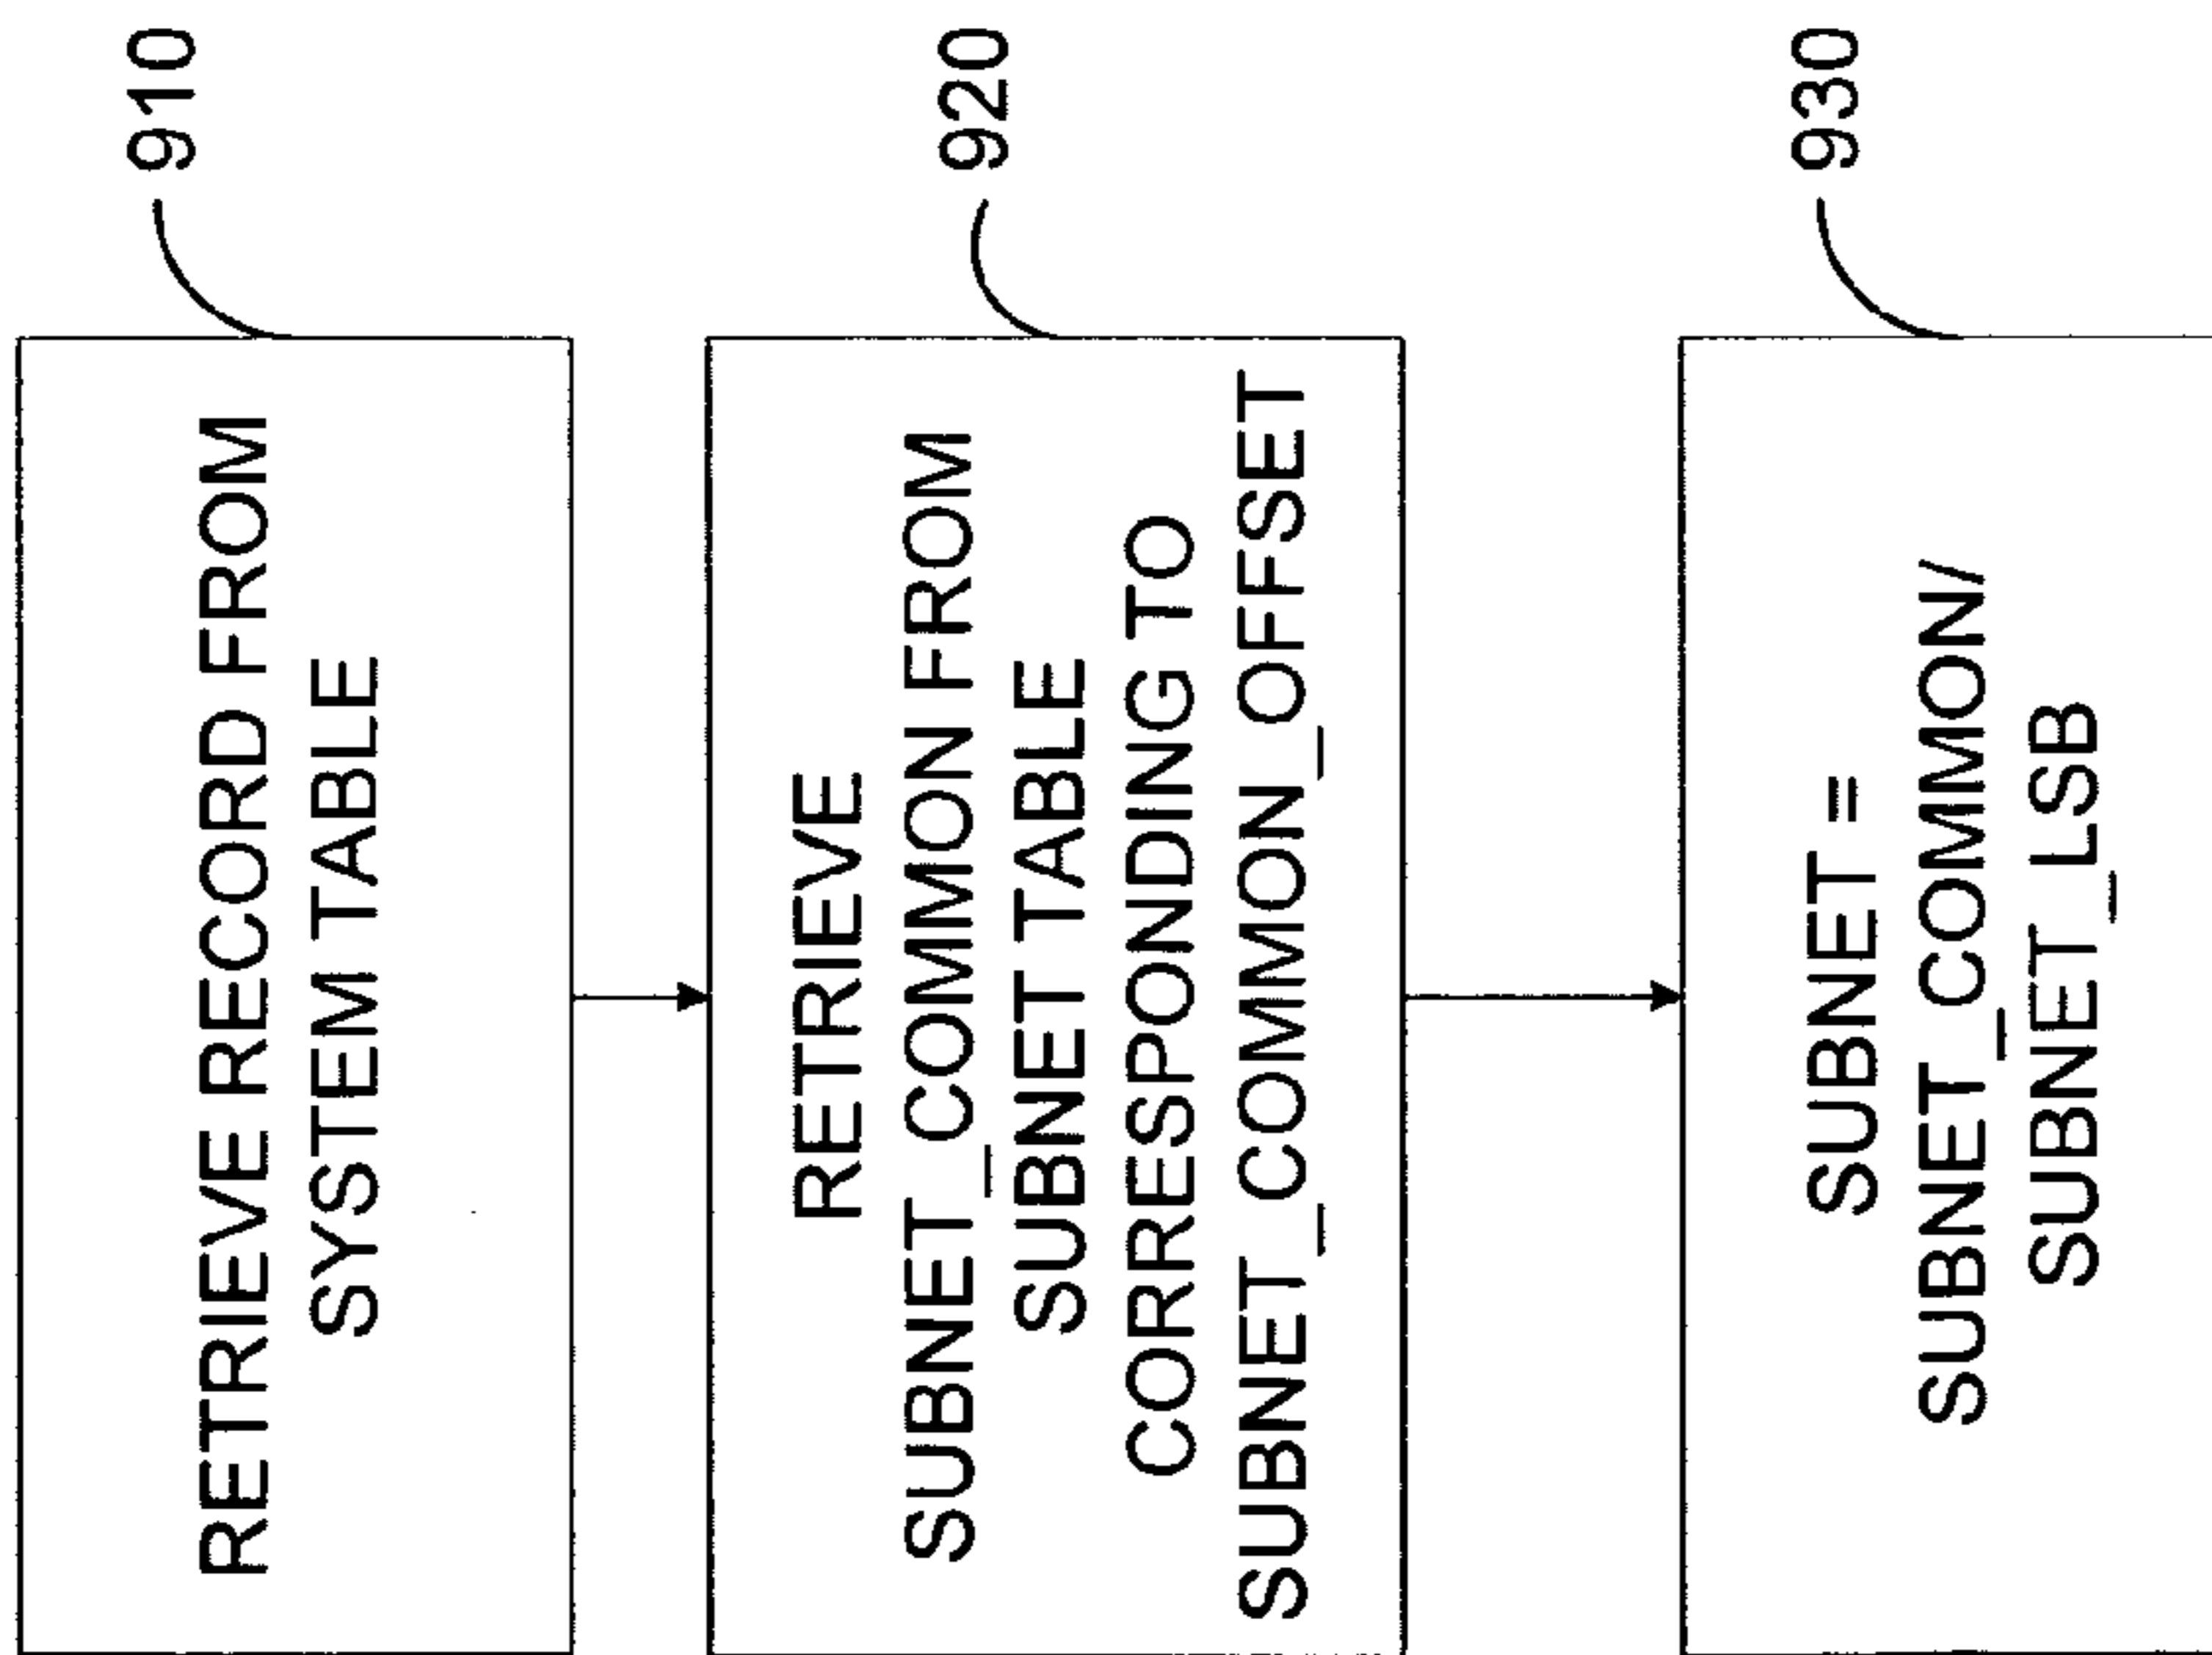 RETRIEVE RECORD FROM
SYSTEM TABLE
910
RETRIEVE
SUBNET_COMMON FROM
SUBNET TABLE
CORRESPONDING TO
SUBNET_COMMON_OFFSET
920
SUBNET =
SUBNET_COMMON/
SUBNET_LSB
930